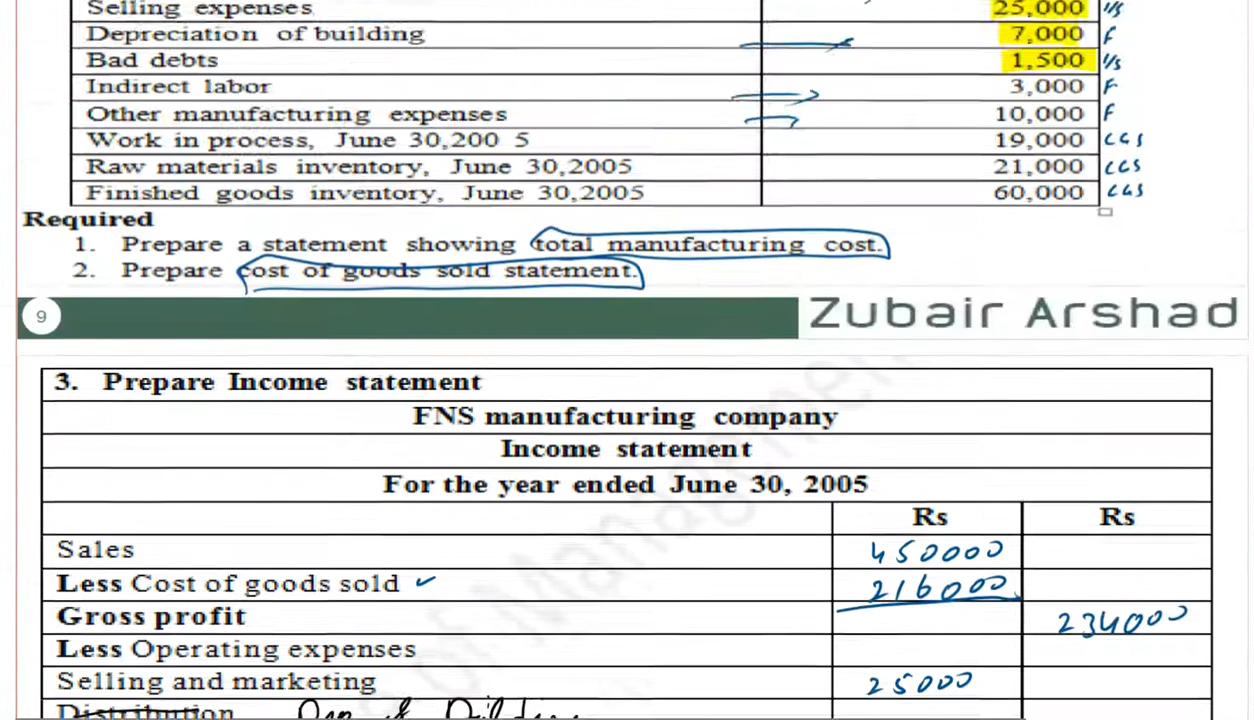 Selling expenses 25,000 I/S
Depreciation of building 7,000 F
Bad debts 1,500 I/S
Indirect labor 3,000 F
Other manufacturing expenses 10,000 F
Work in process, June 30,200 5 19,000 CGS
Raw materials inventory, June 30,2005 21,000 CGS
Finished goods inventory, June 30,2005 60,000 CGS
Required
1. Prepare a statement showing total manufacturing cost.
2. Prepare cost of goods sold statement.
9 Zubair Arshad
3. Prepare Income statement
FNS manufacturing company
Income statement
For the year ended June 30, 2005
Rs Rs
Sales 450000
Less Cost of goods sold ✓ 216000
Gross profit 234000
Less Operating expenses
Selling and marketing 25000
Distribution
of Management